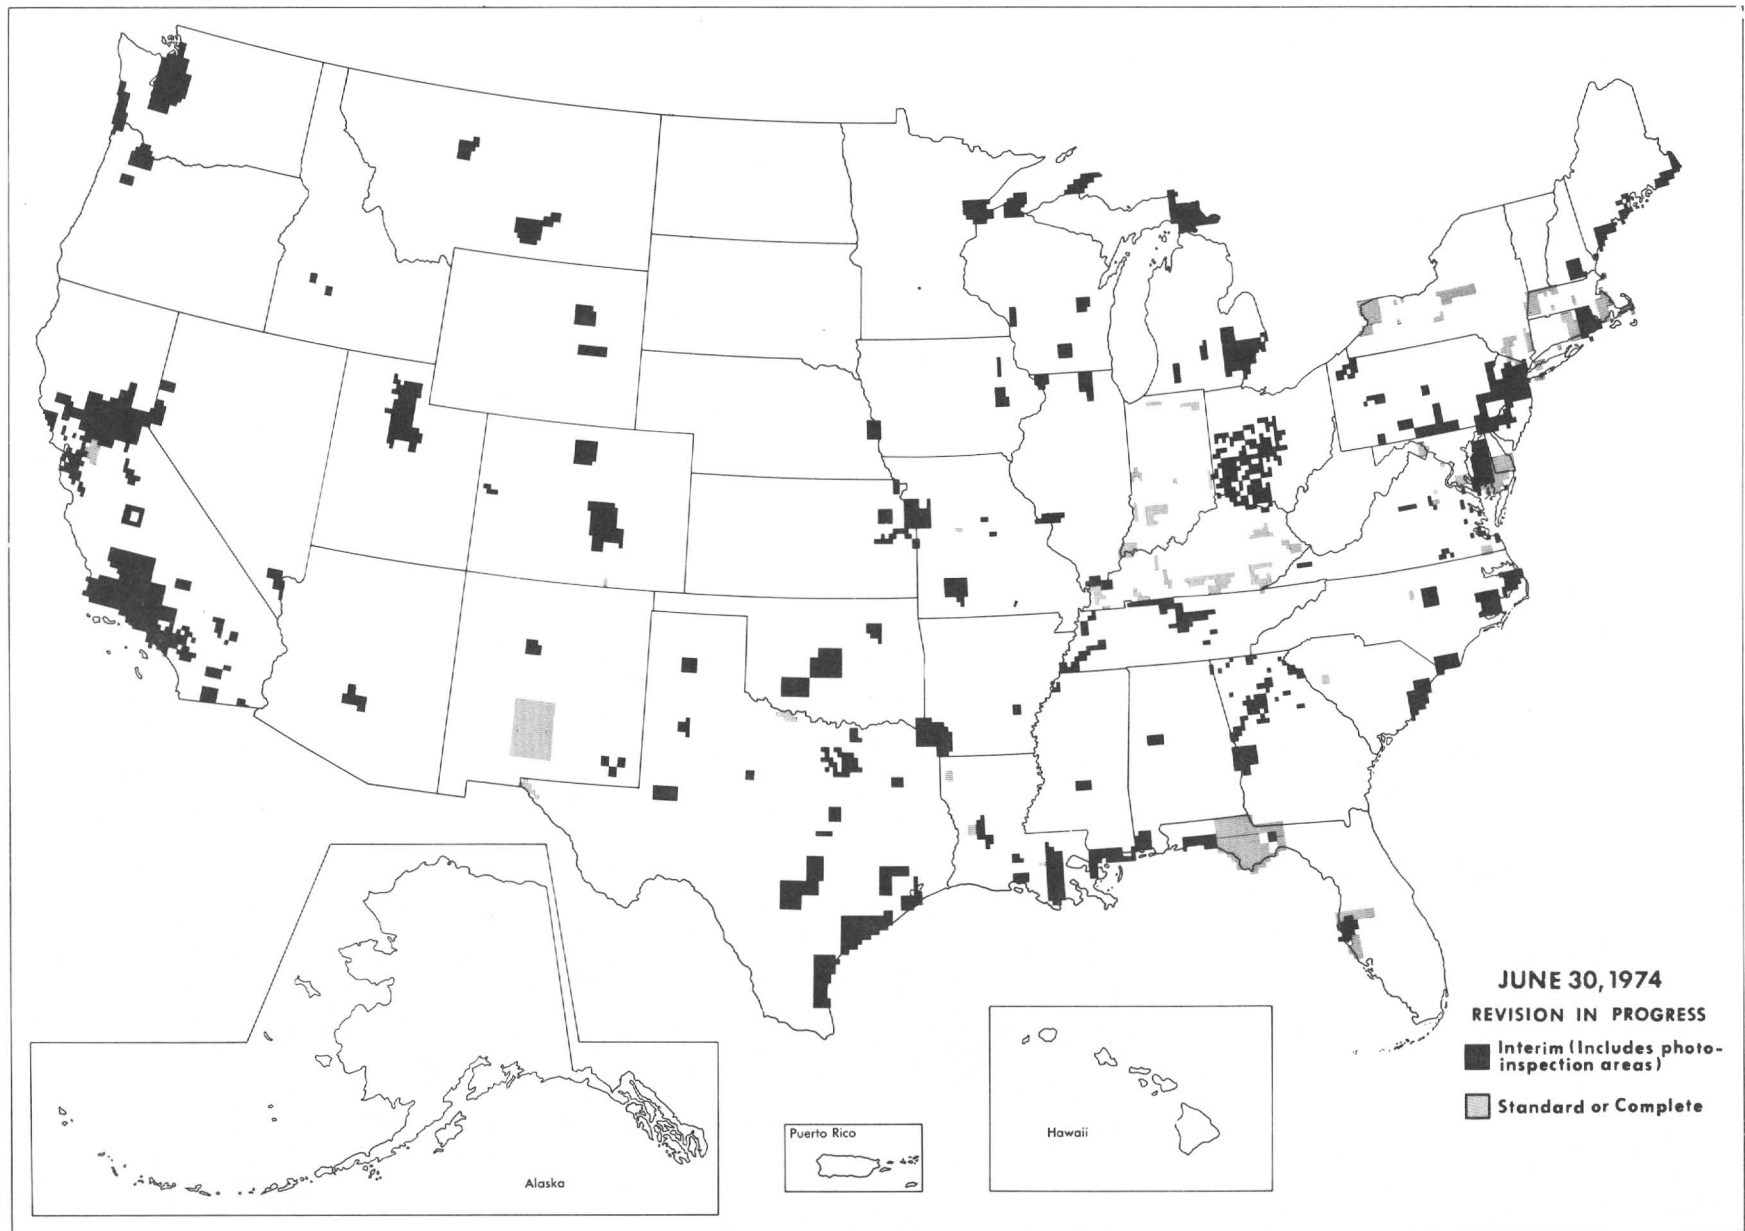 JUNE 30, 1974
REVISION IN PROGRESS
Interim (Includes photo-
inspection areas)
Standard or Complete
Puerto Rico
Hawaii
Alaska